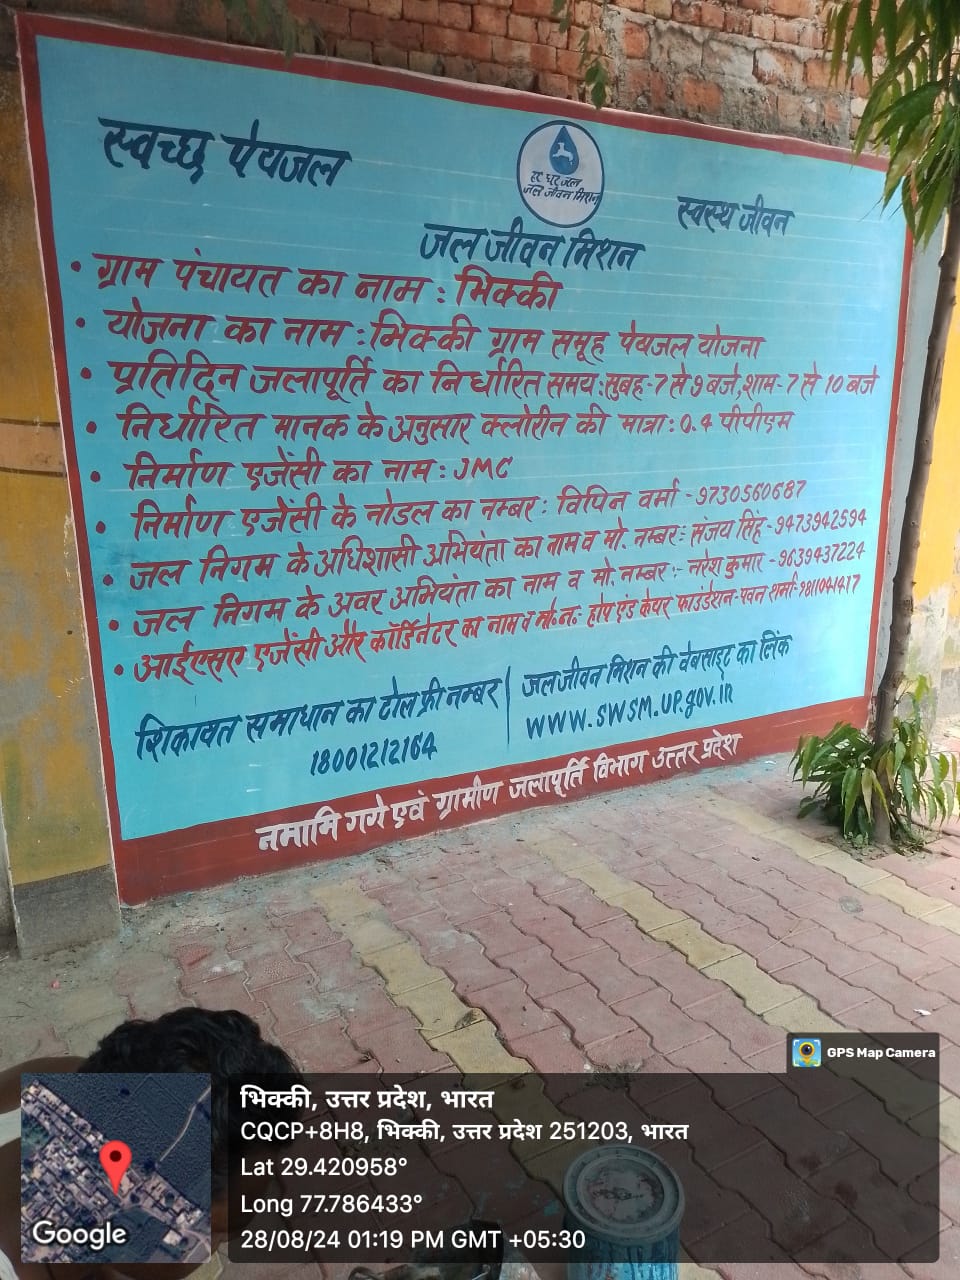 स्वच्छ पेयजल
हर घर जल
जल जीवन मिशन
स्वस्थ जीवन
जल जीवन मिशन
• ग्राम पंचायत का नाम : भिक्की
• योजना का नाम : भिक्की ग्राम समूह पेयजल योजना
• प्रतिदिन जलापूर्ति का निर्धारित समय: सुबह-7 से 9 बजे, शाम-7 से 10 बजे
• निर्धारित मानक के अनुसार क्लोरीन की मात्रा: 0.4 पीपीएम
• निर्माण एजेंसी का नाम : JMC
• निर्माण एजेंसी के नोडल का नम्बर : विपिन वर्मा -9730560687
• जल निगम के अधिशासी अभियंता का नाम व मो. नम्बर:- संजय सिंह-9473942594
• जल निगम के अवर अभियंता का नाम व मो. नम्बर :- नरेश कुमार -9639437224
• आईएसए एजेंसी और कॉर्डिनेटर का नाम व मो॰न॰ होप एंड केयर फाउंडेशन-पवन शर्मा-9811041417
शिकायत समाधान का टोल फ्री नम्बर
18001212164
जल जीवन मिशन की वेबसाइट का लिंक
www.swsm.up.gov.in
नमामि गंगे एवं ग्रामीण जलापूर्ति विभाग उत्तर प्रदेश
GPS Map Camera
भिक्की, उत्तर प्रदेश, भारत
CQCP+8H8, भिक्की, उत्तर प्रदेश 251203, भारत
Lat 29.420958°
Long 77.786433°
28/08/24 01:19 PM GMT +05:30
Google